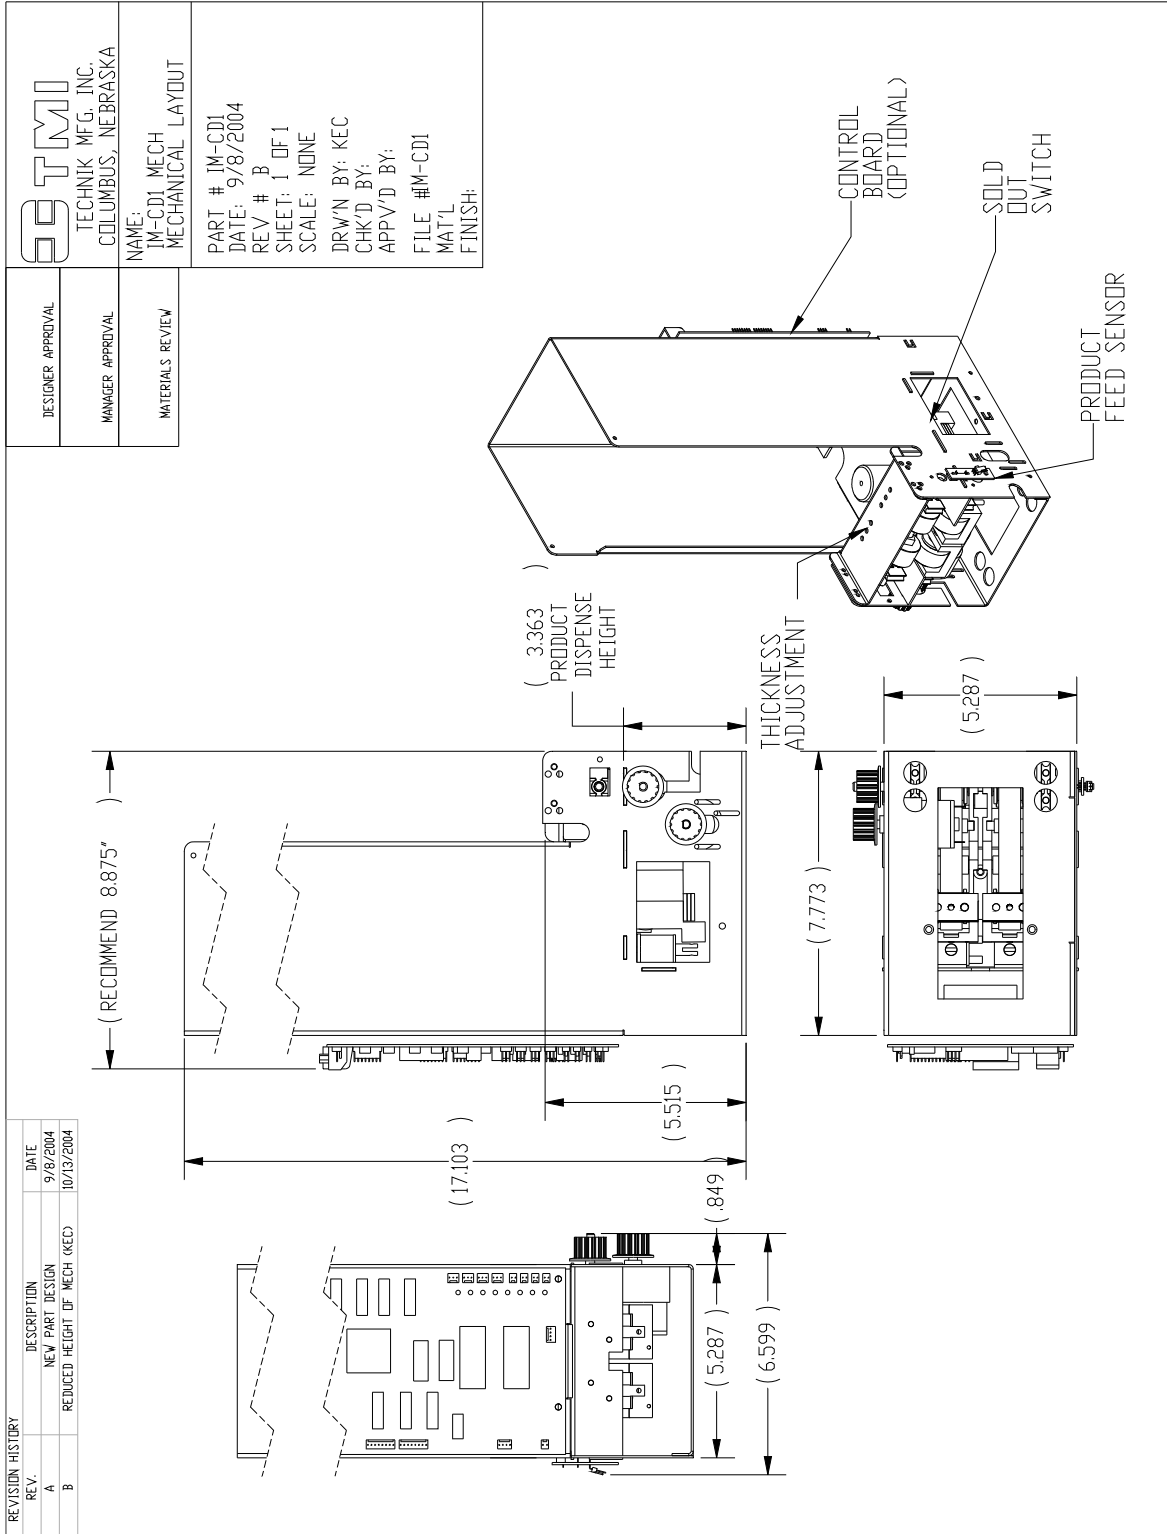 REVISION HISTORY
REV. DESCRIPTION DATE
A NEW PART DESIGN 9/8/2004
B REDUCED HEIGHT OF MECH (KEC) 10/13/2004
DESIGNER APPROVAL
MANAGER APPROVAL
MATERIALS REVIEW
TMI
TECHNIK MFG, INC.
COLUMBUS, NEBRASKA
NAME:
IM-CD1 MECH
MECHANICAL LAYOUT
PART # IM-CD1
DATE: 9/8/2004
REV # B
SHEET: 1 OF1
SCALE: NONE
DRW'N BY: KEC
CHK'D BY:
APPV'D BY:
FILE #IM-CD1
MAT'L
FINISH:
( RECOMMEND 8.875" )
( 17.103 )
( 5.515 )
( 3.363 )
PRODUCT
DISPENSE
HEIGHT
( .849 )
( 5.287 )
( 6.599 )
( 7.773 )
( 5.287 )
THICKNESS
ADJUSTMENT
CONTROL
BOARD
(OPTIONAL)
SOLD
OUT
SWITCH
PRODUCT
FEED SENSOR